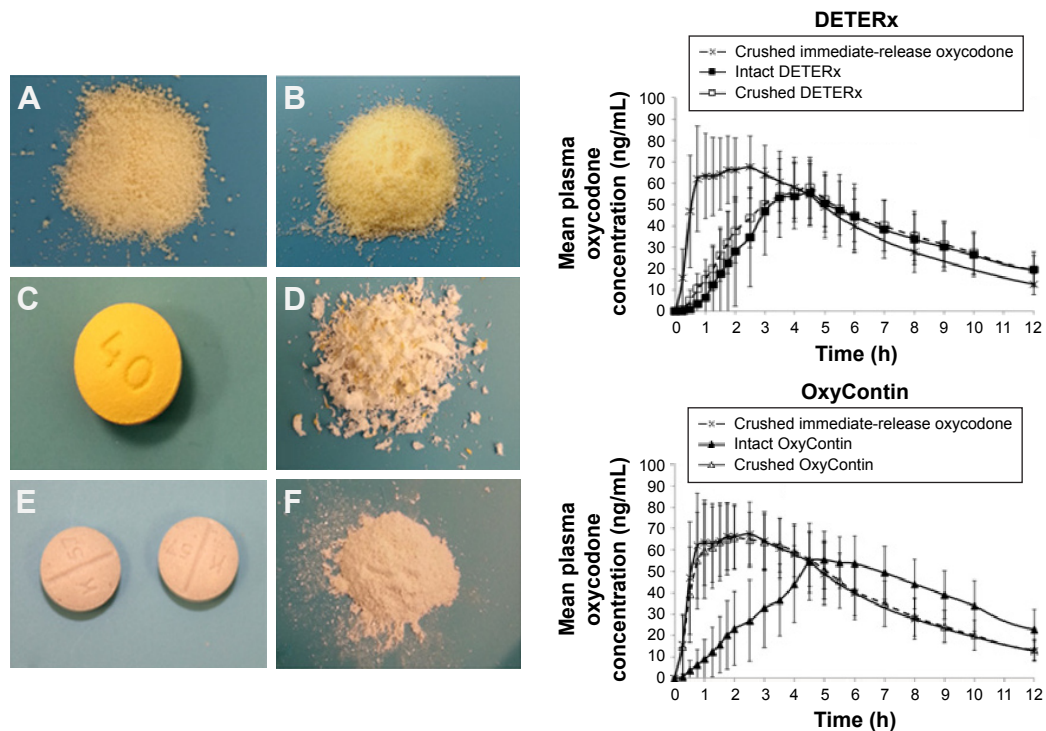 A
B
C
40
D
E
K
57
K
57
F
DETERx
Crushed immediate-release oxycodone
Intact DETERx
Crushed DETERx
Mean plasma
oxycodone
concentration (ng/mL)
100
90
80
70
60
50
40
30
20
10
0
0 1 2 3 4 5 6 7 8 9 10 11 12
Time (h)
OxyContin
Crushed immediate-release oxycodone
Intact OxyContin
Crushed OxyContin
Mean plasma
oxycodone
concentration (ng/mL)
100
90
80
70
60
50
40
30
20
10
0
0 1 2 3 4 5 6 7 8 9 10 11 12
Time (h)